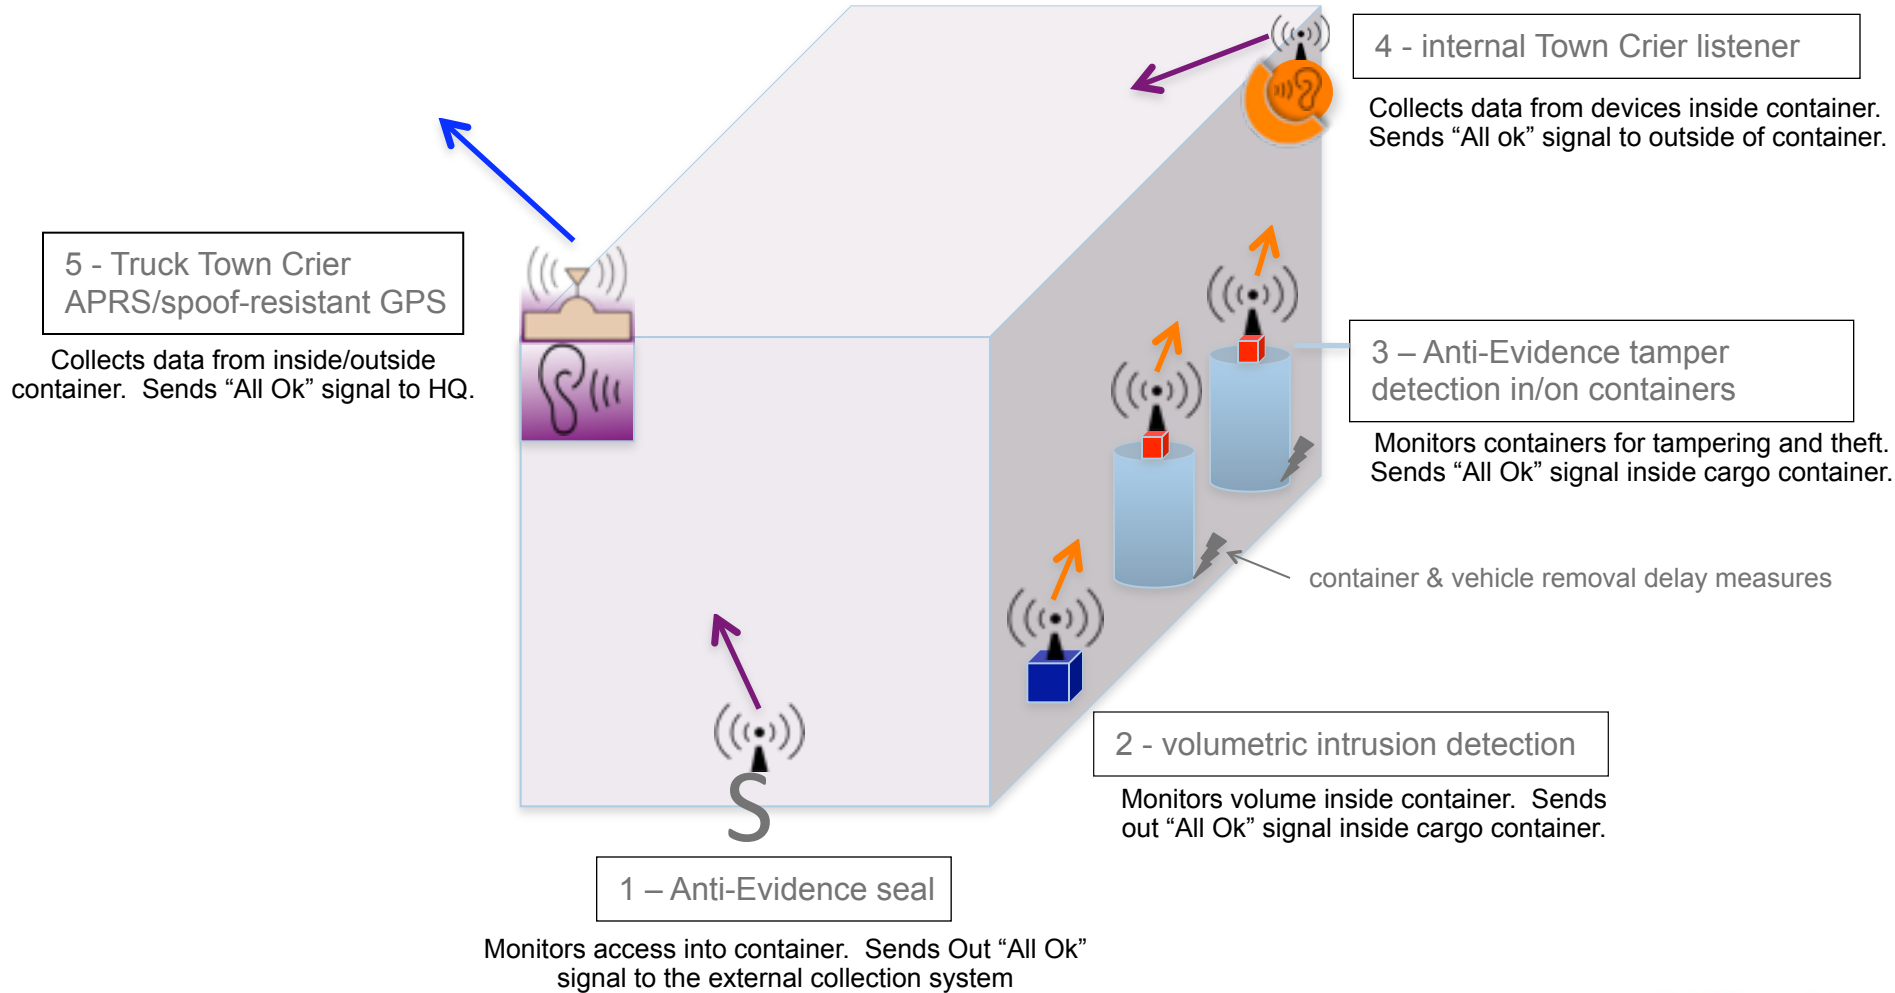 4 - internal Town Crier listener
Collects data from devices inside container.
Sends “All ok” signal to outside of container.
5 - Truck Town Crier
APRS/spoof-resistant GPS
Collects data from inside/outside
container.  Sends “All Ok” signal to HQ.
3 – Anti-Evidence tamper
detection in/on containers
Monitors containers for tampering and theft.
Sends “All Ok” signal inside cargo container.
container & vehicle removal delay measures
2 - volumetric intrusion detection
Monitors volume inside container.  Sends
out “All Ok” signal inside cargo container.
S
1 – Anti-Evidence seal
Monitors access into container.  Sends Out “All Ok”
signal to the external collection system